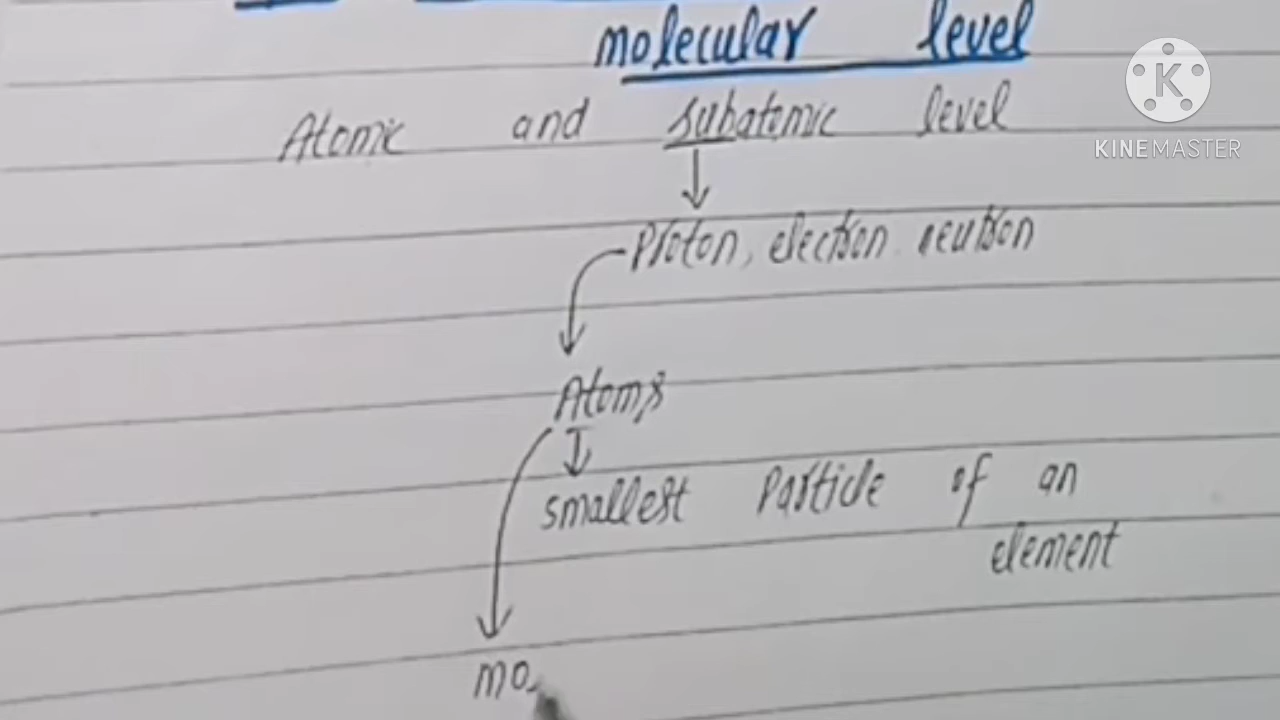 molecular level
Atomic and subatomic level
Proton, electron neutron
Atoms
smallest particle of an
element
mo
KINEMASTER